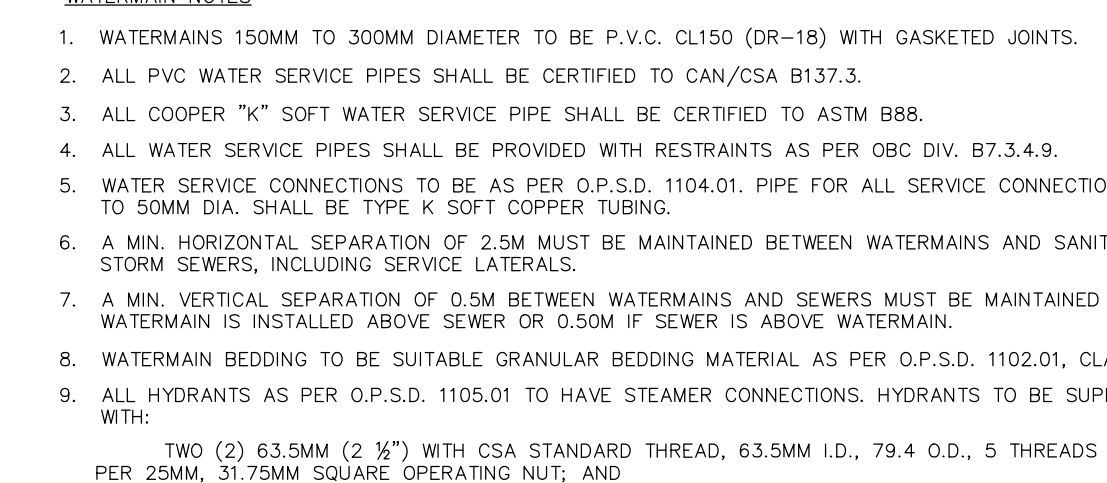 WATERMAIN NOTES
1. WATERMAINS 150MM TO 300MM DIAMETER TO BE P.V.C. CL150 (DR-18) WITH GASKETED JOINTS.
2. ALL PVC WATER SERVICE PIPES SHALL BE CERTIFIED TO CAN/CSA B137.3.
3. ALL COOPER "K" SOFT WATER SERVICE PIPE SHALL BE CERTIFIED TO ASTM B88.
4. ALL WATER SERVICE PIPES SHALL BE PROVIDED WITH RESTRAINTS AS PER OBC DIV. B7.3.4.9.
5. WATER SERVICE CONNECTIONS TO BE AS PER O.P.S.D. 1104.01. PIPE FOR ALL SERVICE CONNECTIO
TO 50MM DIA. SHALL BE TYPE K SOFT COPPER TUBING.
6. A MIN. HORIZONTAL SEPARATION OF 2.5M MUST BE MAINTAINED BETWEEN WATERMAINS AND SANIT
STORM SEWERS, INCLUDING SERVICE LATERALS.
7. A MIN. VERTICAL SEPARATION OF 0.5M BETWEEN WATERMAINS AND SEWERS MUST BE MAINTAINED
WATERMAIN IS INSTALLED ABOVE SEWER OR 0.50M IF SEWER IS ABOVE WATERMAIN.
8. WATERMAIN BEDDING TO BE SUITABLE GRANULAR BEDDING MATERIAL AS PER O.P.S.D. 1102.01, CLA
9. ALL HYDRANTS AS PER O.P.S.D. 1105.01 TO HAVE STEAMER CONNECTIONS. HYDRANTS TO BE SUP
WITH:
TWO (2) 63.5MM (2 ½") WITH CSA STANDARD THREAD, 63.5MM I.D., 79.4 O.D., 5 THREADS
PER 25MM, 31.75MM SQUARE OPERATING NUT; AND